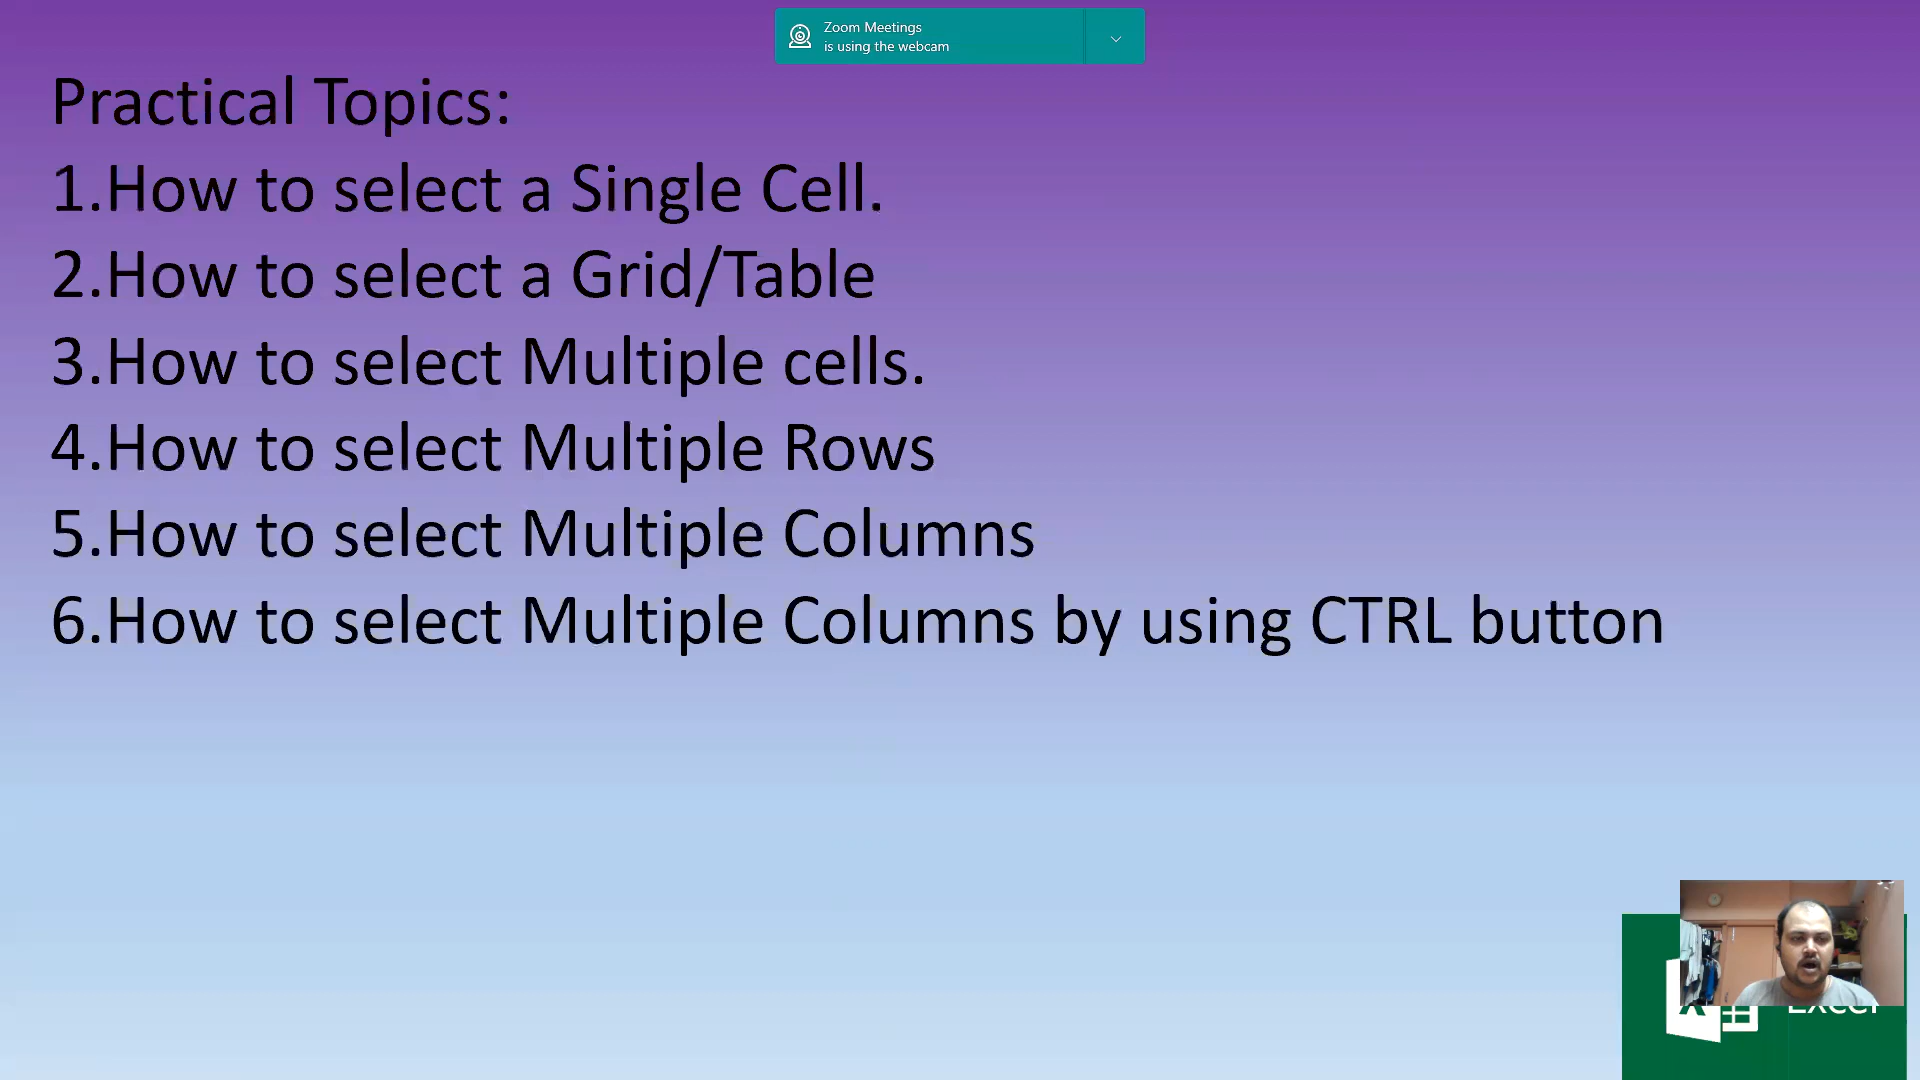 Zoom Meetings
is using the webcam
Practical Topics:
1.How to select a Single Cell.
2.How to select a Grid/Table
3.How to select Multiple cells.
4.How to select Multiple Rows
5.How to select Multiple Columns
6.How to select Multiple Columns by using CTRL button
Excel